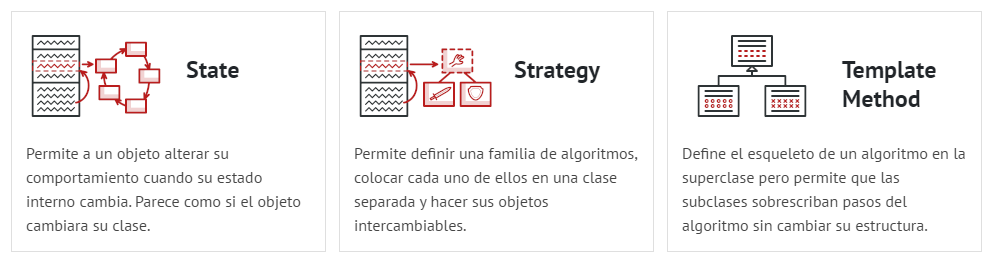 State
Permite a un objeto alterar su
comportamiento cuando su estado
interno cambia. Parece como si el objeto
cambiara su clase.
Strategy
Permite definir una familia de algoritmos,
colocar cada uno de ellos en una clase
separada y hacer sus objetos
intercambiables.
Template
Method
Define el esqueleto de un algoritmo en la
superclase pero permite que las
subclases sobrescriban pasos del
algoritmo sin cambiar su estructura.